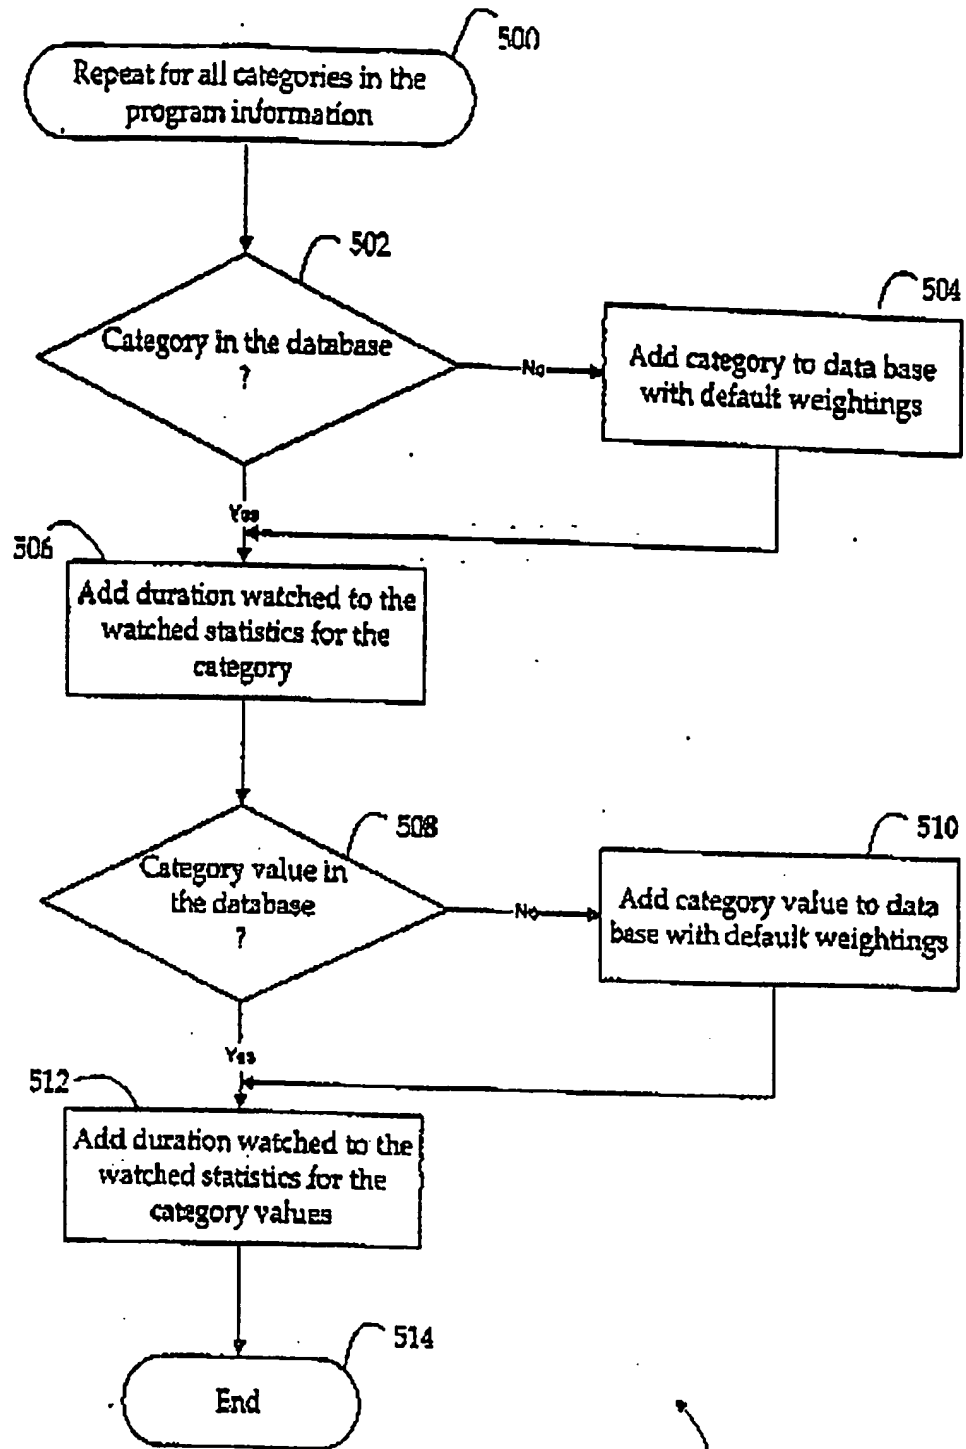 500
Repeat for all categories in the
program information
502
Category in the database
?
No
504
Add category to data base
with default weightings
Yes
506
Add duration watched to the
watched statistics for the
category
508
Category value in
the database
?
No
510
Add category value to data
base with default weightings
Yes
512
Add duration watched to the
watched statistics for the
category values
514
End